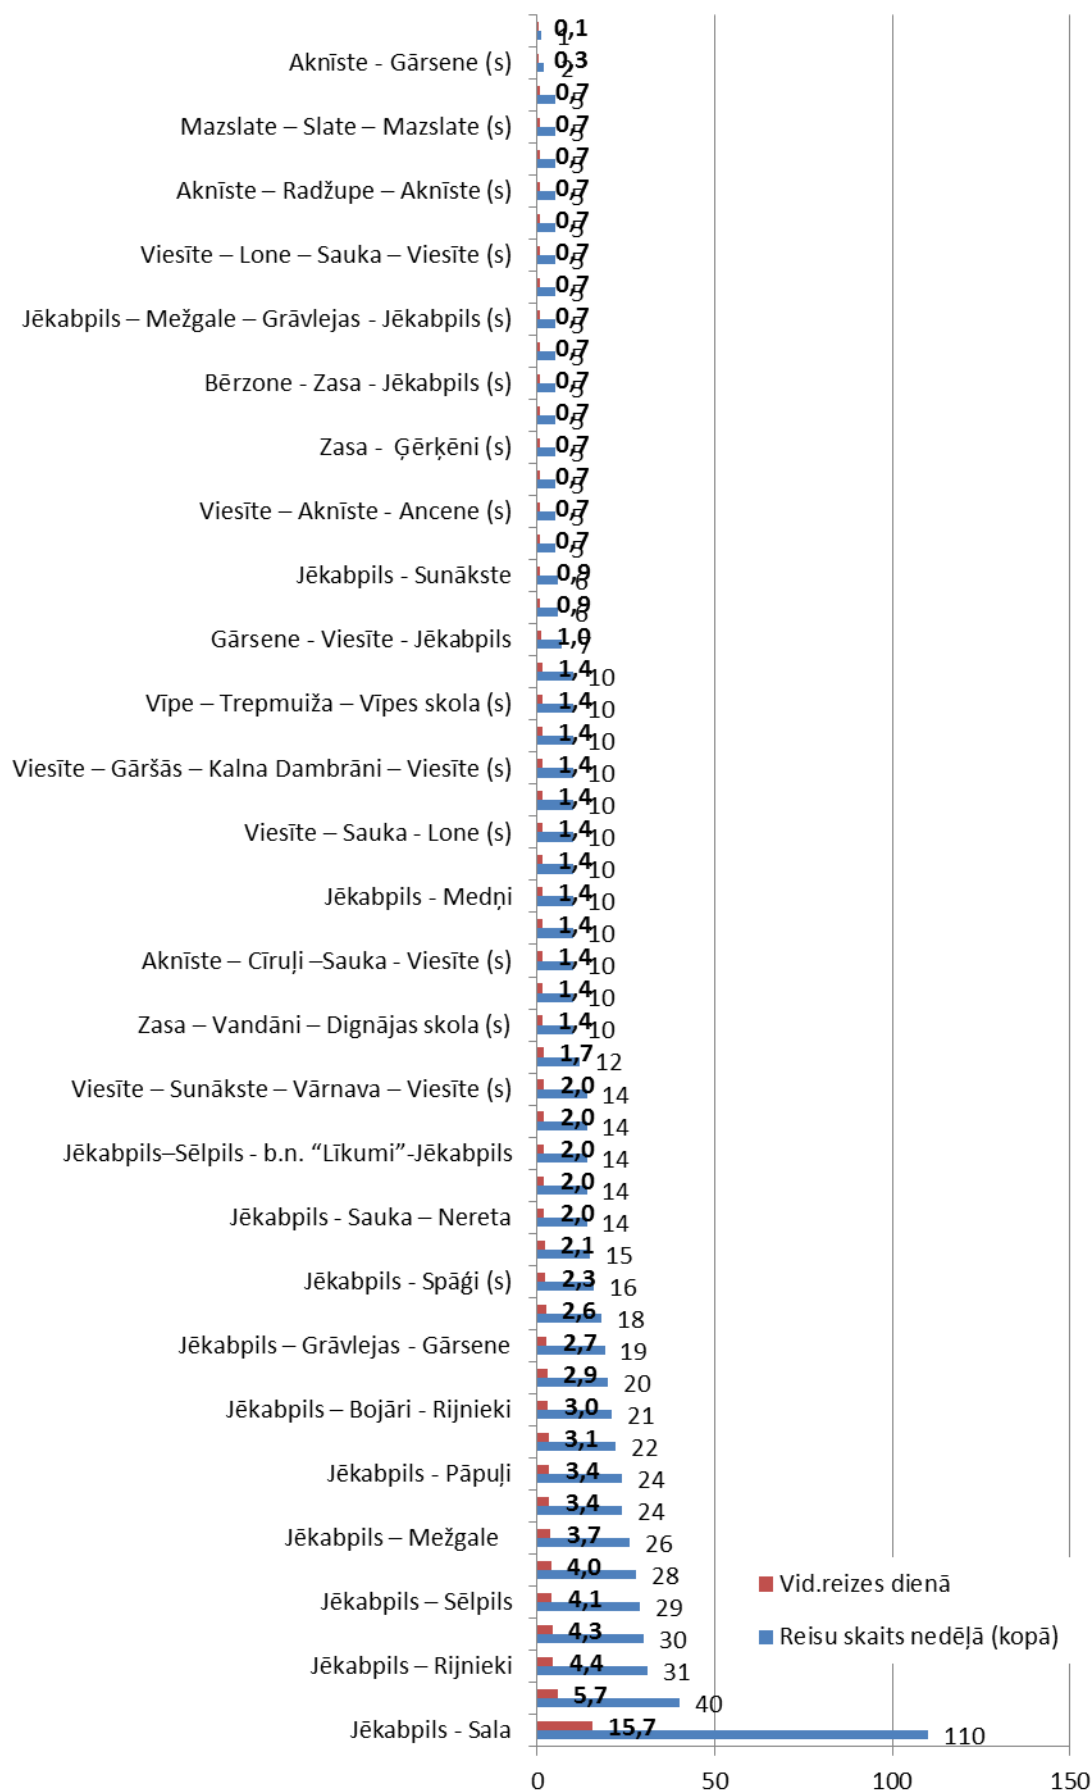 0,1
1
Aknīste - Gārsene (s) 0,3
2
0,7
5
Mazslate – Slate – Mazslate (s) 0,7
5
0,7
5
Aknīste – Radžupe – Aknīste (s) 0,7
5
0,7
5
Viesīte – Lone – Sauka – Viesīte (s) 0,7
5
0,7
5
Jēkabpils – Mežgale – Grāvlejas - Jēkabpils (s) 0,7
5
0,7
5
Bērzone - Zasa - Jēkabpils (s) 0,7
5
0,7
5
Zasa - Ģērķēni (s) 0,7
5
0,7
5
Viesīte – Aknīste - Ancene (s) 0,7
5
0,7
5
Jēkabpils - Sunākste 0,9
6
0,9
6
Gārsene - Viesīte - Jēkabpils 1,0
7
1,4
10
Vīpe – Trepmuiža – Vīpes skola (s) 1,4
10
1,4
10
Viesīte – Gāršās – Kalna Dambrāni – Viesīte (s) 1,4
10
1,4
10
Viesīte – Sauka - Lone (s) 1,4
10
1,4
10
Jēkabpils - Medņi 1,4
10
1,4
10
Aknīste – Cīruļi –Sauka - Viesīte (s) 1,4
10
1,4
10
Zasa – Vandāni – Dignājas skola (s) 1,4
10
1,7
12
Viesīte – Sunākste – Vārnava – Viesīte (s) 2,0
14
2,0
14
Jēkabpils–Sēlpils - b.n. “Līkumi”-Jēkabpils 2,0
14
2,0
14
Jēkabpils - Sauka – Nereta 2,0
14
2,1
15
Jēkabpils - Spāģi (s) 2,3
16
2,6
18
Jēkabpils – Grāvlejas - Gārsene 2,7
19
2,9
20
Jēkabpils – Bojāri - Rijnieki 3,0
21
3,1
22
Jēkabpils - Pāpuļi 3,4
24
3,4
24
Jēkabpils – Mežgale 3,7
26
4,0
28
Vid.reizes dienā
Jēkabpils – Sēlpils 4,1
29
4,3
30
Reisu skaits nedēļā (kopā)
Jēkabpils – Rijnieki 4,4
31
5,7
40
Jēkabpils - Sala 15,7
110
0 50 100 150